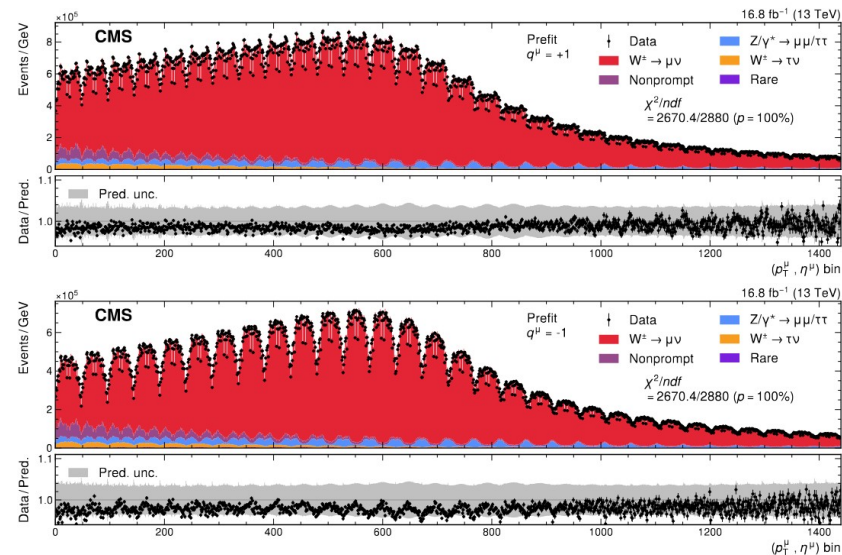 16.8 fb⁻¹ (13 TeV)
×10⁵
CMS
Prefit
q^μ = +1
Data
Z/γ* → μμ/ττ
W± → μν
W± → τν
Nonprompt
Rare
χ²/ndf
= 2670.4/2880 (p = 100%)
Events/GeV
8
6
4
2
0
Data/Pred.
1.1
1.0
Pred. unc.
0 200 400 600 800 1000 1200 1400
(p_T^μ , η^μ) bin
16.8 fb⁻¹ (13 TeV)
×10⁵
CMS
Prefit
q^μ = -1
Data
Z/γ* → μμ/ττ
W± → μν
W± → τν
Nonprompt
Rare
χ²/ndf
= 2670.4/2880 (p = 100%)
Events/GeV
6
4
2
0
Data/Pred.
1.1
1.0
Pred. unc.
0 200 400 600 800 1000 1200 1400
(p_T^μ , η^μ) bin